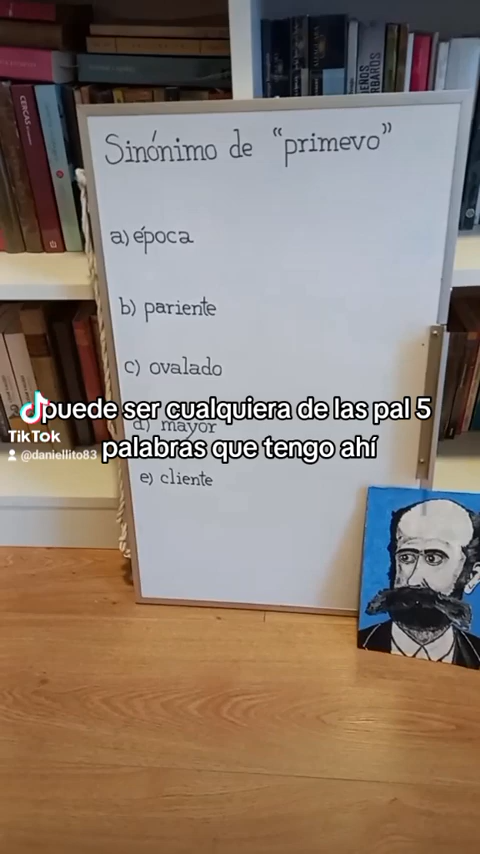 CERCAS
Sinónimo de "primevo"
a) época
b) pariente
c) ovalado
d) mayor
e) cliente
puede ser cualquiera de las pal 5
palabras que tengo ahí
TikTok
@daniellito83